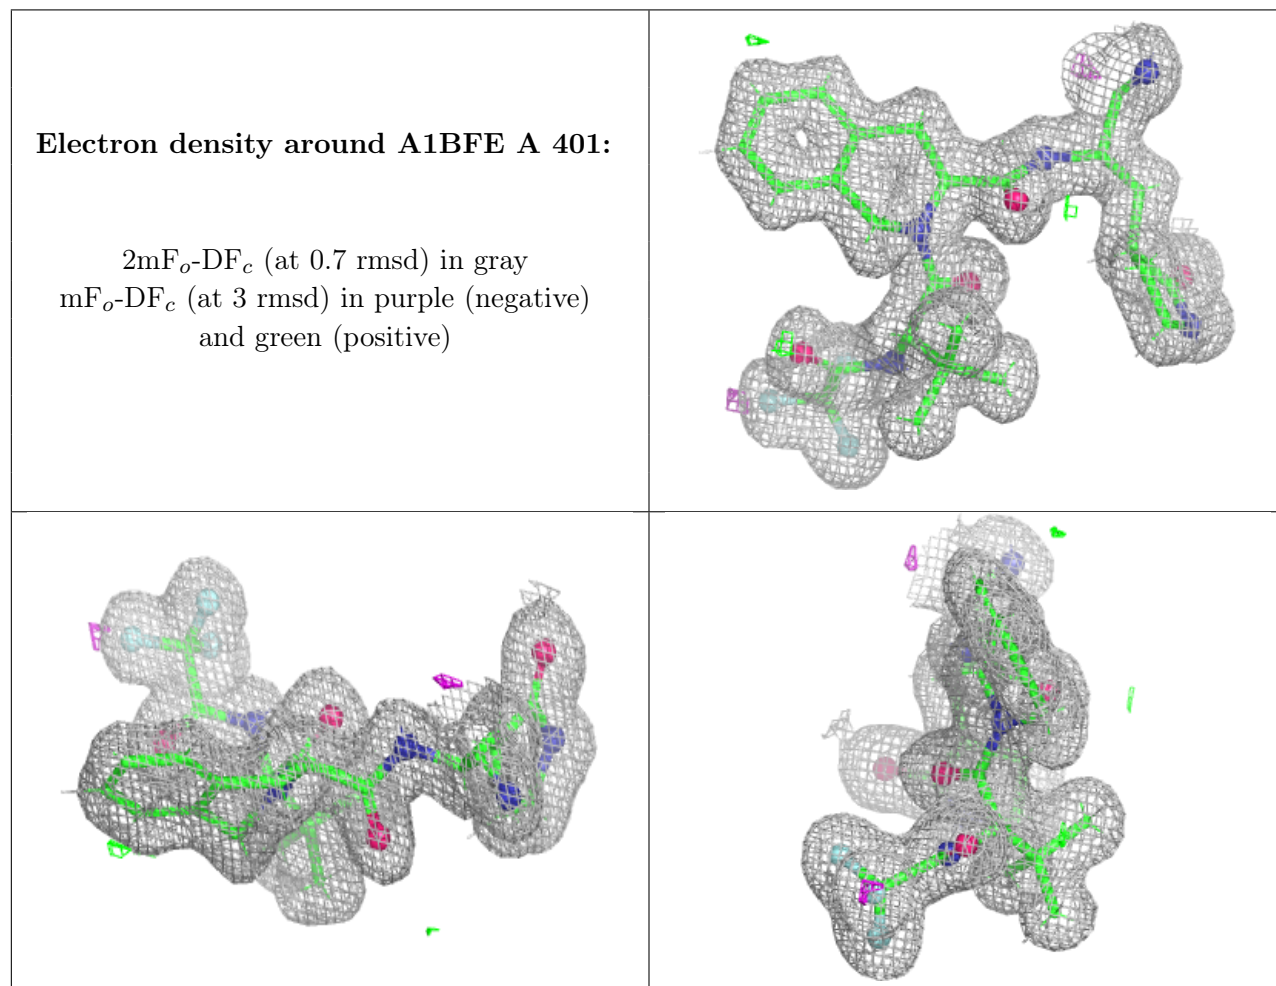 Electron density around A1BFE A 401:
2mFo-DFc (at 0.7 rmsd) in gray
mFo-DFc (at 3 rmsd) in purple (negative)
and green (positive)